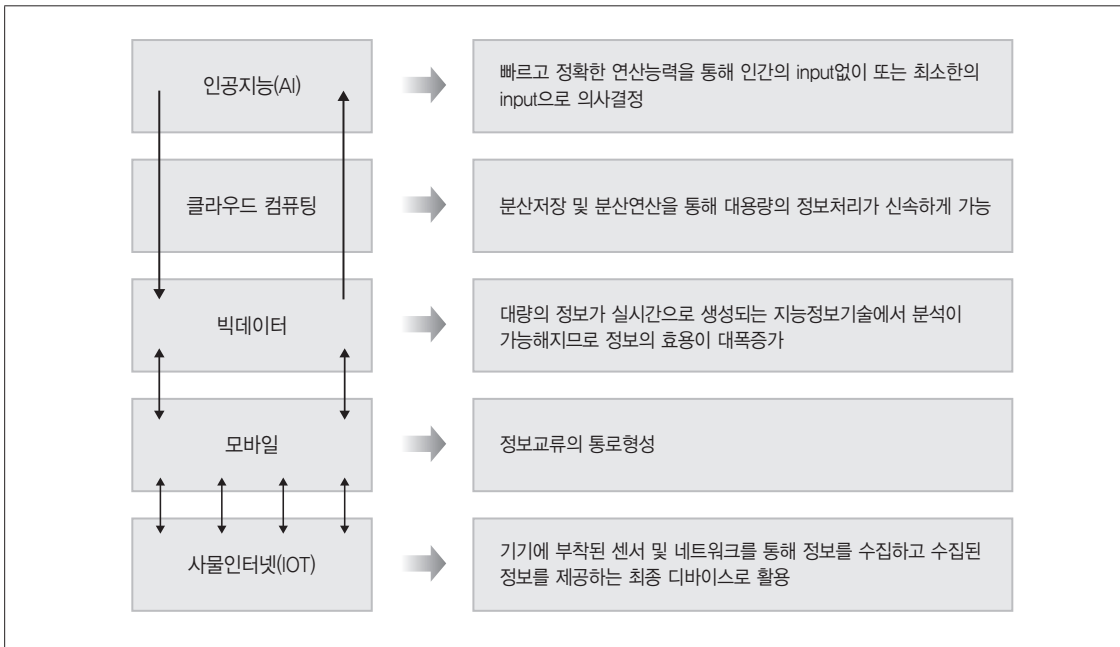 인공지능(AI)
빠르고 정확한 연산능력을 통해 인간의 input없이 또는 최소한의
input으로 의사결정
클라우드 컴퓨팅
분산저장 및 분산연산을 통해 대용량의 정보처리가 신속하게 가능
빅데이터
대량의 정보가 실시간으로 생성되는 지능정보기술에서 분석이
가능해지므로 정보의 효용이 대폭증가
모바일
정보교류의 통로형성
사물인터넷(IOT)
기기에 부착된 센서 및 네트워크를 통해 정보를 수집하고 수집된
정보를 제공하는 최종 디바이스로 활용